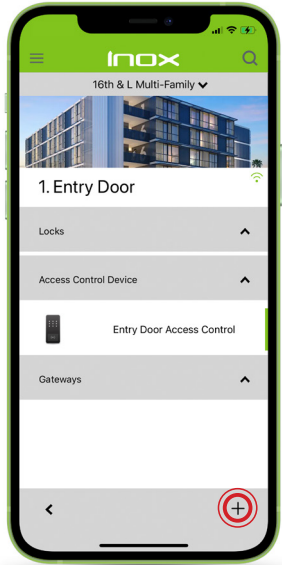 INOX
16th & L Multi-Family
1. Entry Door
Locks
Access Control Device
Entry Door Access Control
Gateways